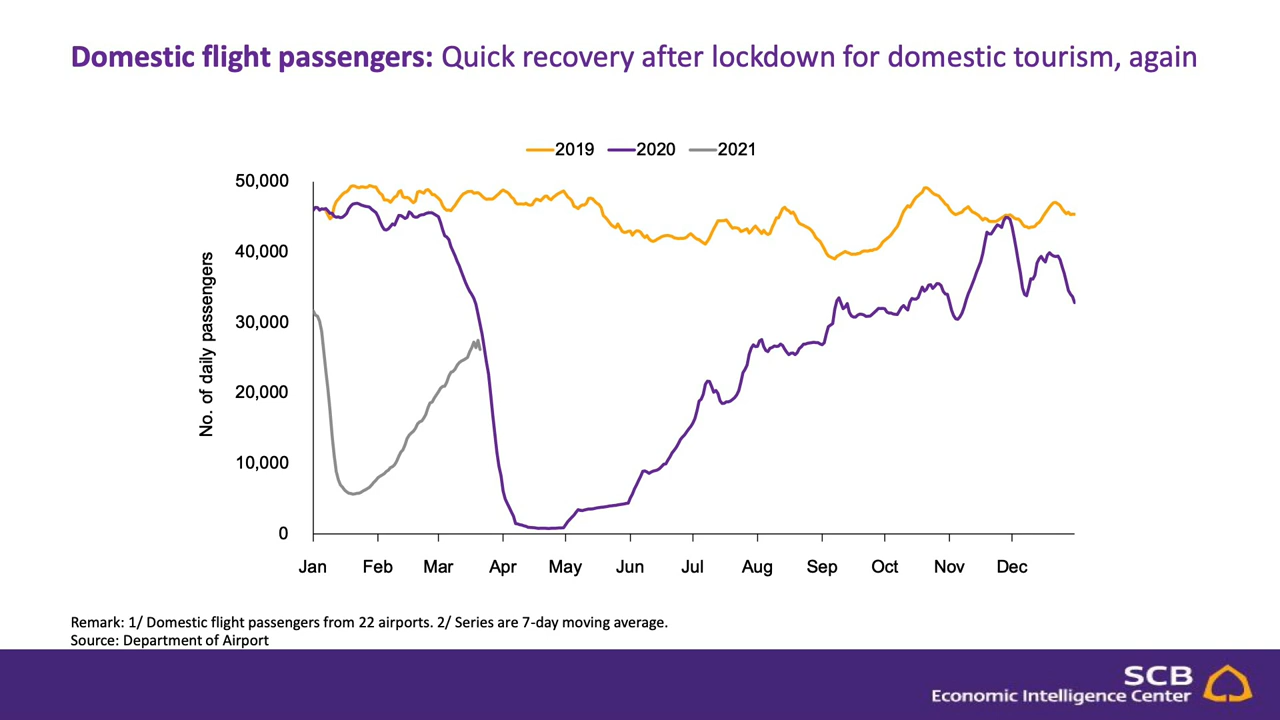 Domestic flight passengers: Quick recovery after lockdown for domestic tourism, again
2019 2020 2021
No. of daily passengers
50,000
40,000
30,000
20,000
10,000
0
Jan Feb Mar Apr May Jun Jul Aug Sep Oct Nov Dec
Remark: 1/ Domestic flight passengers from 22 airports. 2/ Series are 7-day moving average.
Source: Department of Airport
SCB
Economic Intelligence Center